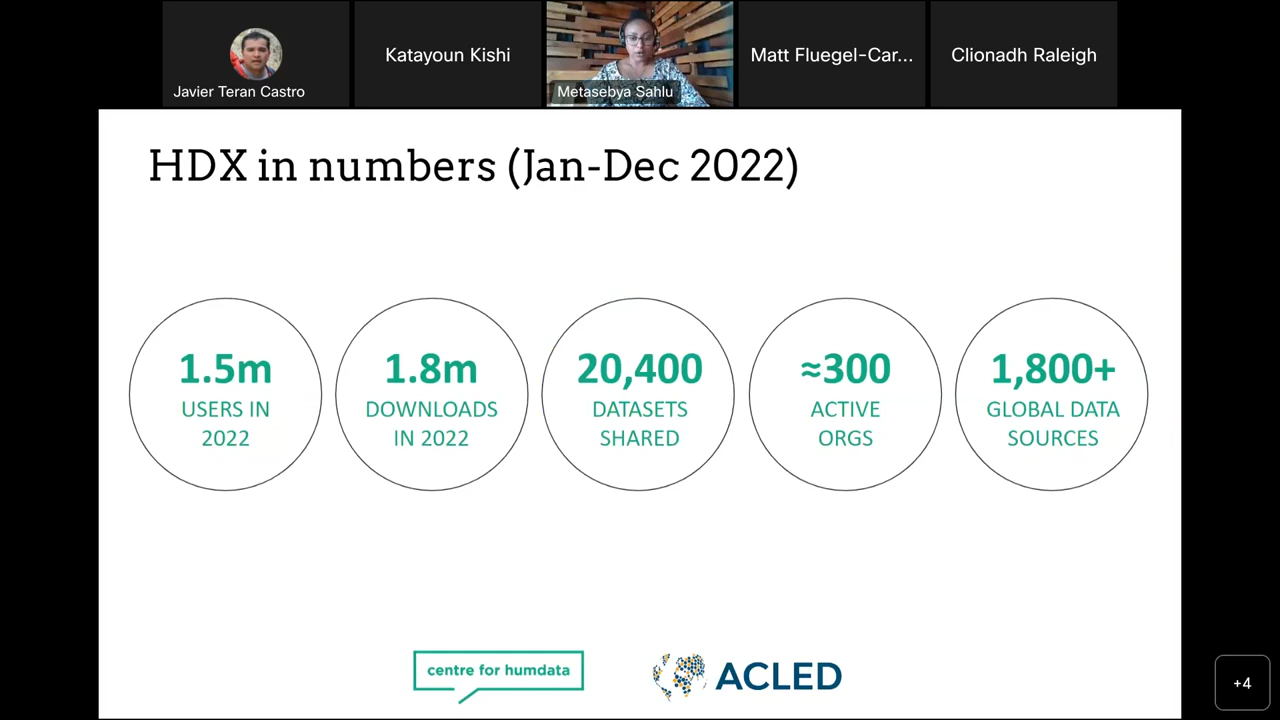 Javier Teran Castro
Katayoun Kishi
Metasebya Sahlu
Matt Fluegel-Car...
Clionadh Raleigh
HDX in numbers (Jan-Dec 2022)
1.5m
USERS IN
2022
1.8m
DOWNLOADS
IN 2022
20,400
DATASETS
SHARED
≈300
ACTIVE
ORGS
1,800+
GLOBAL DATA
SOURCES
centre for humdata
ACLED
+4